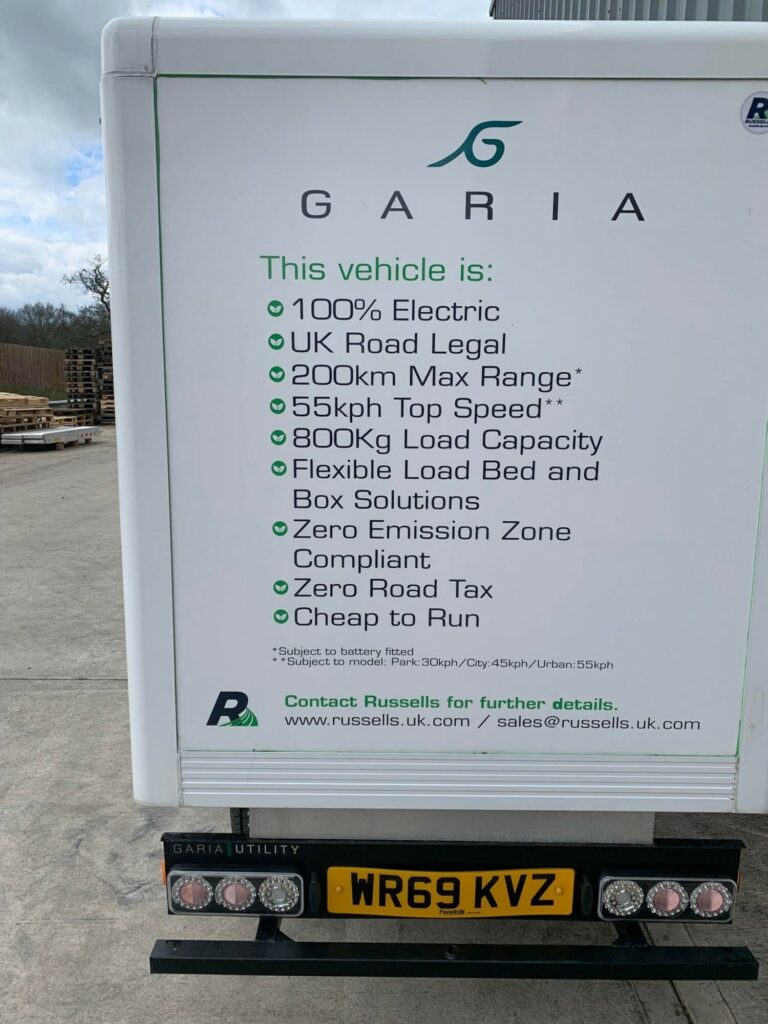 G
R
RUSSELLS
GARIA
This vehicle is:
100% Electric
UK Road Legal
200km Max Range*
55kph Top Speed**
800Kg Load Capacity
Flexible Load Bed and
Box Solutions
Zero Emission Zone
Compliant
Zero Road Tax
Cheap to Run
*Subject to battery fitted
**Subject to model: Park:30kph/City:45kph/Urban:55kph
R
Contact Russells for further details.
www.russells.uk.com / sales@russells.uk.com
GARIA | UTILITY
WR69 KVZ